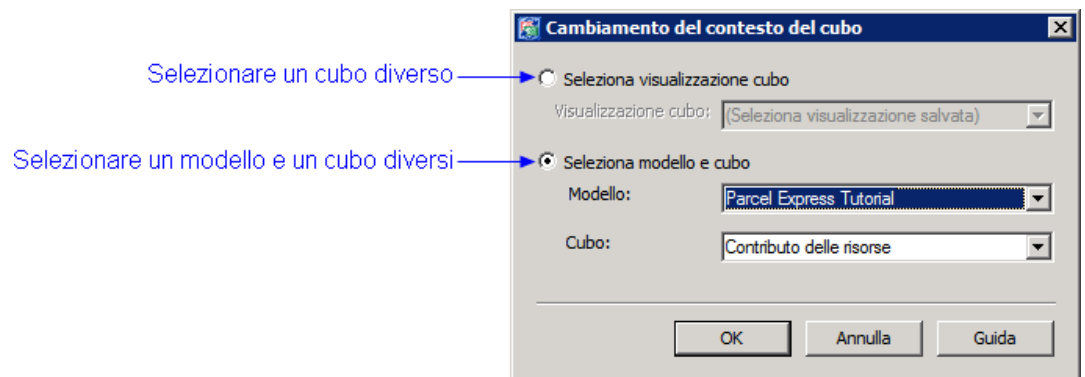 Cambiamento del contesto del cubo
Selezionare un cubo diverso
Seleziona visualizzazione cubo
Visualizzazione cubo: (Seleziona visualizzazione salvata)
Selezionare un modello e un cubo diversi
Seleziona modello e cubo
Modello: Parcel Express Tutorial
Cubo: Contributo delle risorse
OK Annulla Guida